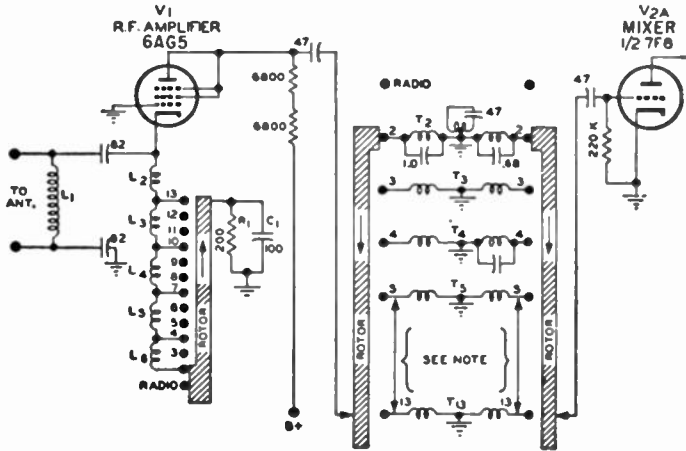 V1
R.F. AMPLIFIER
6AG5
V2A
MIXER
1/2 7F8
47
6800
6800
RADIO
47
220 K
2
T2
47
2
1.0
.68
82
TO
ANT.
L1
82
L2
13
L3
12
11
10
L4
9
8
7
L5
6
5
4
L6
3
RADIO
ROTOR
R1
200
C1
100
3
T3
3
4
T4
4
5
T5
5
ROTOR
ROTOR
SEE NOTE
13
T13
13
B+